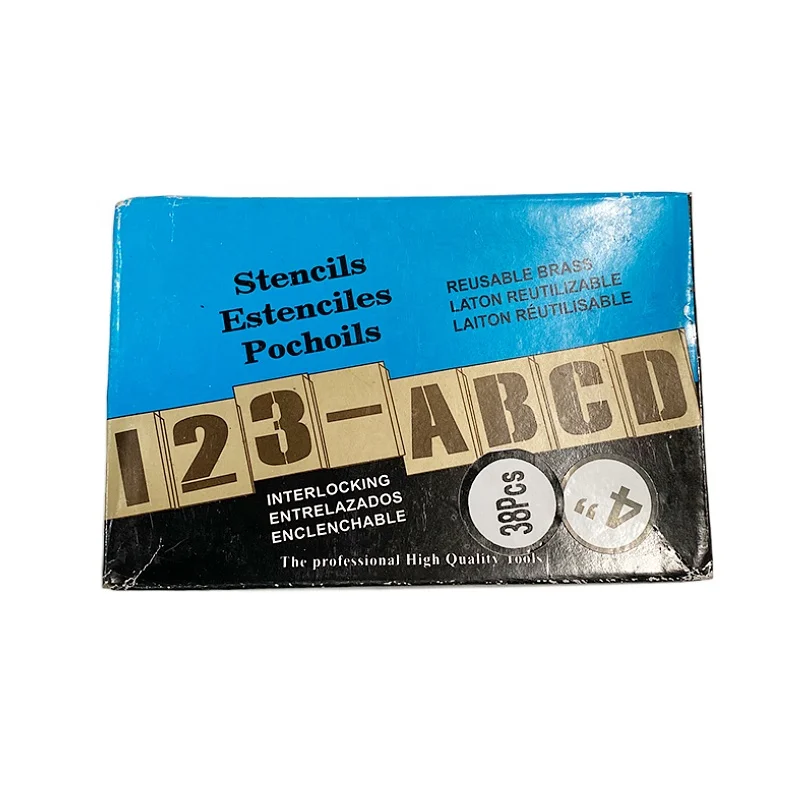 Stencils
Estenciles
Pochoils
REUSABLE BRASS
LATON REUTILIZABLE
LAITON RÉUTILISABLE
123-ABCD
INTERLOCKING
ENTRELAZADOS
ENCLENCHABLE
38Pcs
4"
The professional High Quality Tools